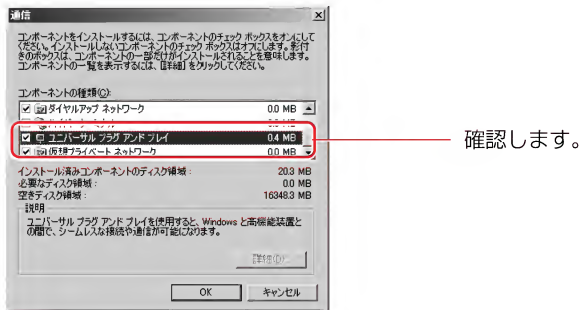 通信
コンポーネントをインストールするには、コンポーネントのチェック ボックスをオンにして
ください。インストールしないコンポーネントのチェック ボックスはオフにします。影付
きのボックスは、コンポーネントの一部だけがインストールされることを意味します。
コンポーネントの一覧を表示するには、[詳細] をクリックしてください。
コンポーネントの種類(C):
ダイヤルアップ ネットワーク 0.0 MB
ユニバーサル プラグ アンド プレイ 0.4 MB
仮想プライベート ネットワーク 0.0 MB
確認します。
インストール済みコンポーネントのディスク領域: 20.3 MB
必要なディスク領域: 0.0 MB
空きディスク領域: 16348.3 MB
説明
ユニバーサル プラグ アンド プレイを使用すると、Windows と高機能装置と
の間で、シームレスな接続や通信が可能になります。
詳細(D)...
OK キャンセル